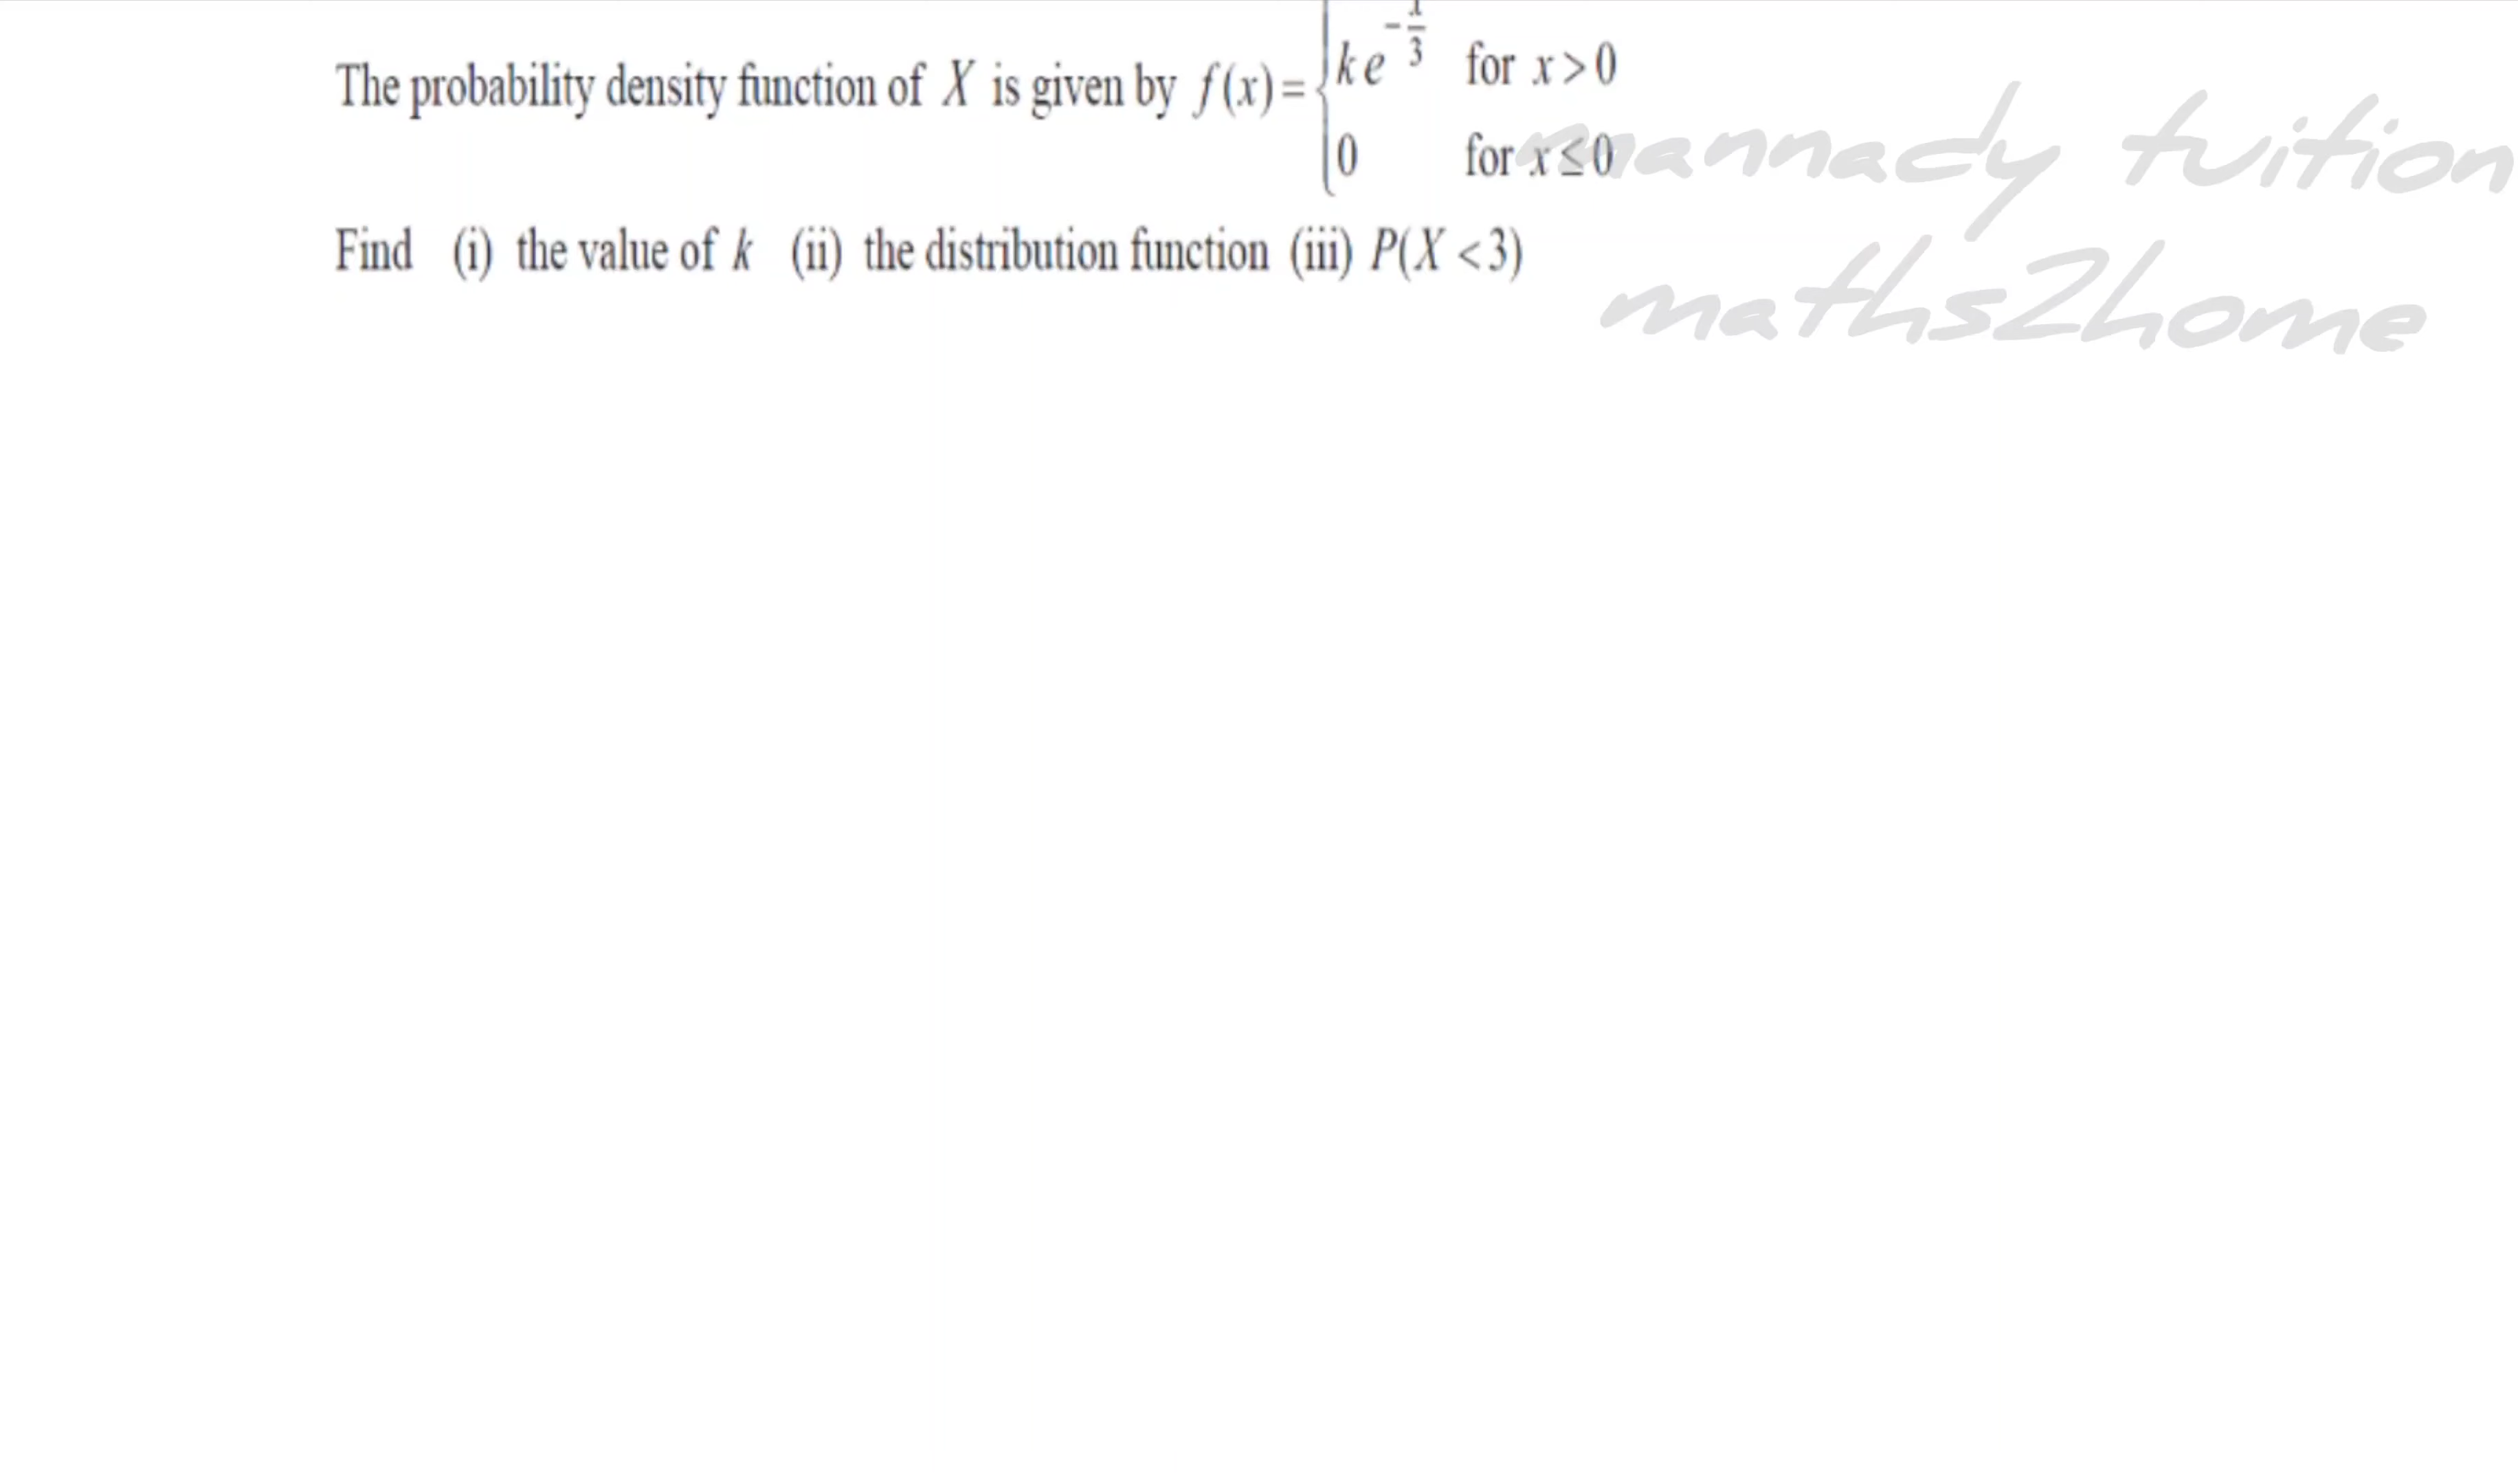 The probability density function of X is given by f(x) = { k e^{-x/3} for x > 0
0 for x ≤ 0
mannady tuition
Find (i) the value of k (ii) the distribution function (iii) P(X < 3)
maths2home